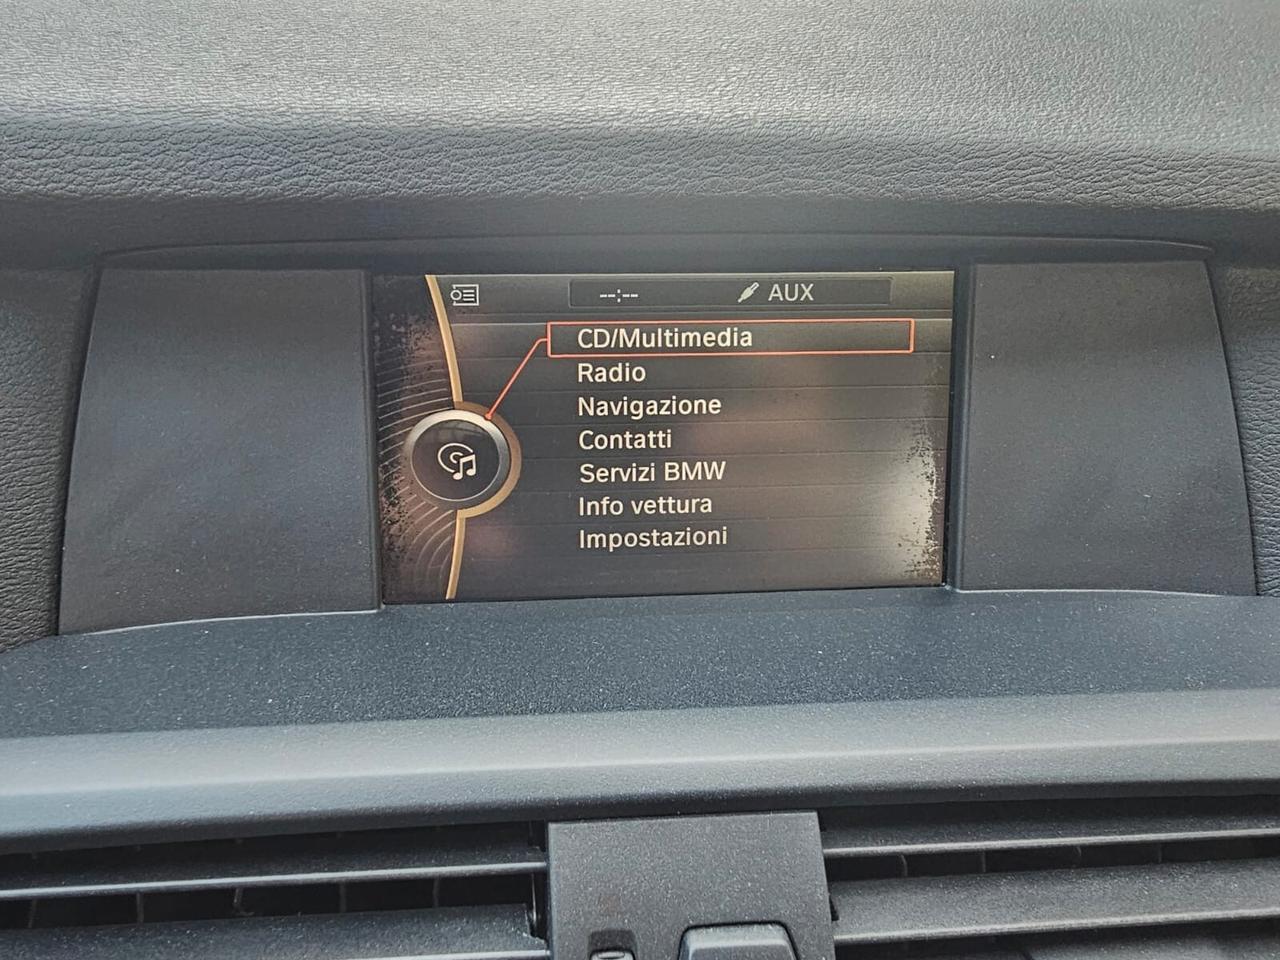 --:-- AUX
CD/Multimedia
Radio
Navigazione
Contatti
Servizi BMW
Info vettura
Impostazioni